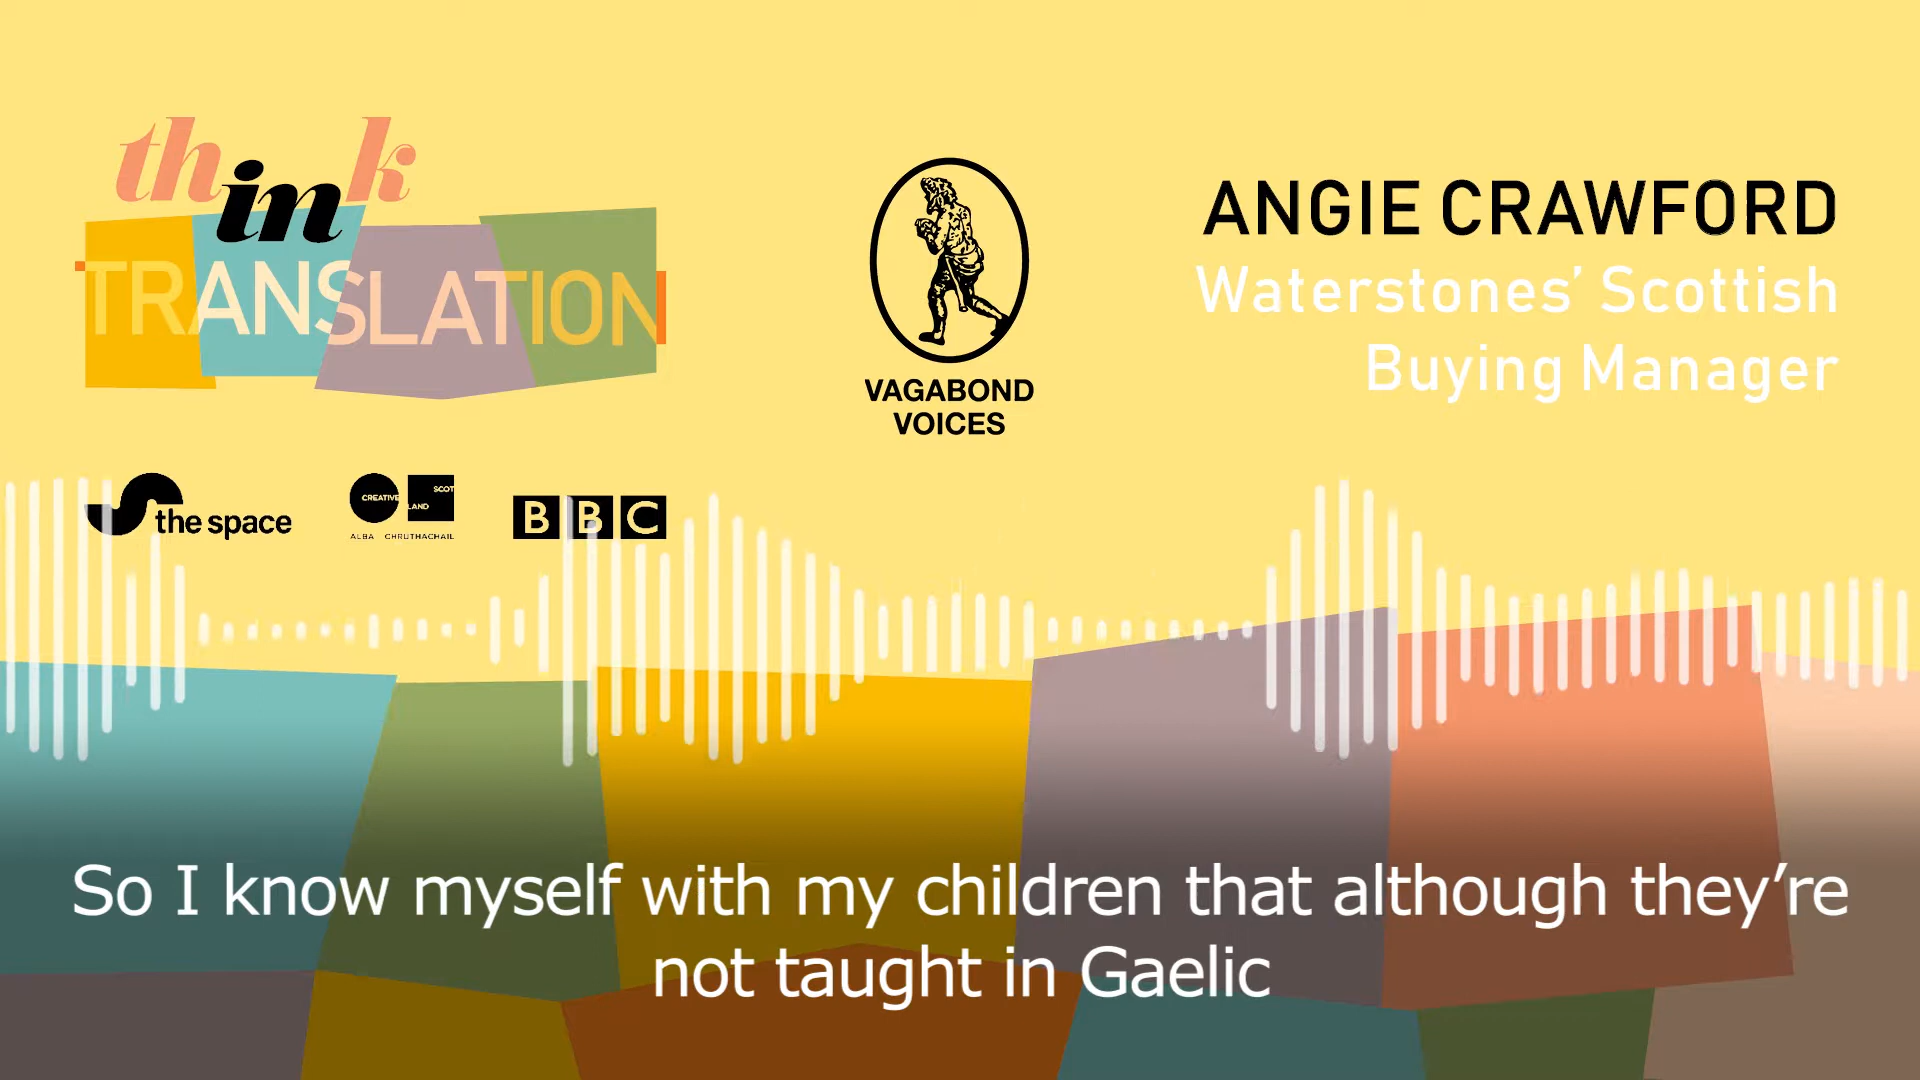 think
TRANSLATION
VAGABOND
VOICES
ANGIE CRAWFORD
Waterstones’ Scottish
Buying Manager
the space
CREATIVE
SCOT
LAND
ALBA CHRUTHACHAIL
BBC
So I know myself with my children that although they’re
not taught in Gaelic